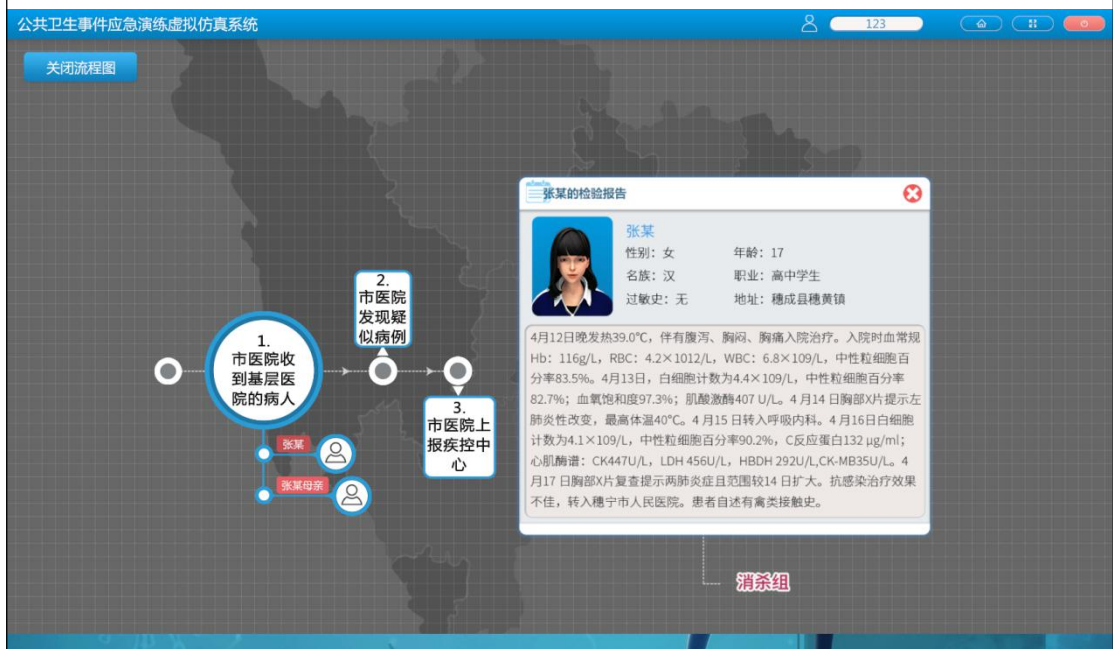 公共卫生事件应急演练虚拟仿真系统
123
关闭流程图
1.
市医院收
到基层医
院的病人
2.
市医院
发现疑
似病例
3.
市医院上
报疾控中
心
张某
张某母亲
张某的检验报告
张某
性别：女 年龄：17
名族：汉 职业：高中学生
过敏史：无 地址：穗成县穗黄镇
4月12日晚发热39.0℃，伴有腹泻、胸闷、胸痛入院治疗。入院时血常规
Hb：116g/L，RBC：4.2×1012/L，WBC：6.8×109/L，中性粒细胞百
分率83.5%。4月13日，白细胞计数为4.4×109/L，中性粒细胞百分率
82.7%；血氧饱和度97.3%；肌酸激酶407 U/L。4 月14 日胸部X片提示左
肺炎性改变，最高体温40°C。4 月15 日转入呼吸内科。4 月16日白细胞
计数为4.1×109/L，中性粒细胞百分率90.2%，C反应蛋白132 μg/ml；
心肌酶谱：CK447U/L，LDH 456U/L，HBDH 292U/L,CK-MB35U/L。4
月17 日胸部X片复查提示两肺炎症且范围较14 日扩大。抗感染治疗效果
不佳，转入穗宁市人民医院。患者自述有禽类接触史。
消杀组